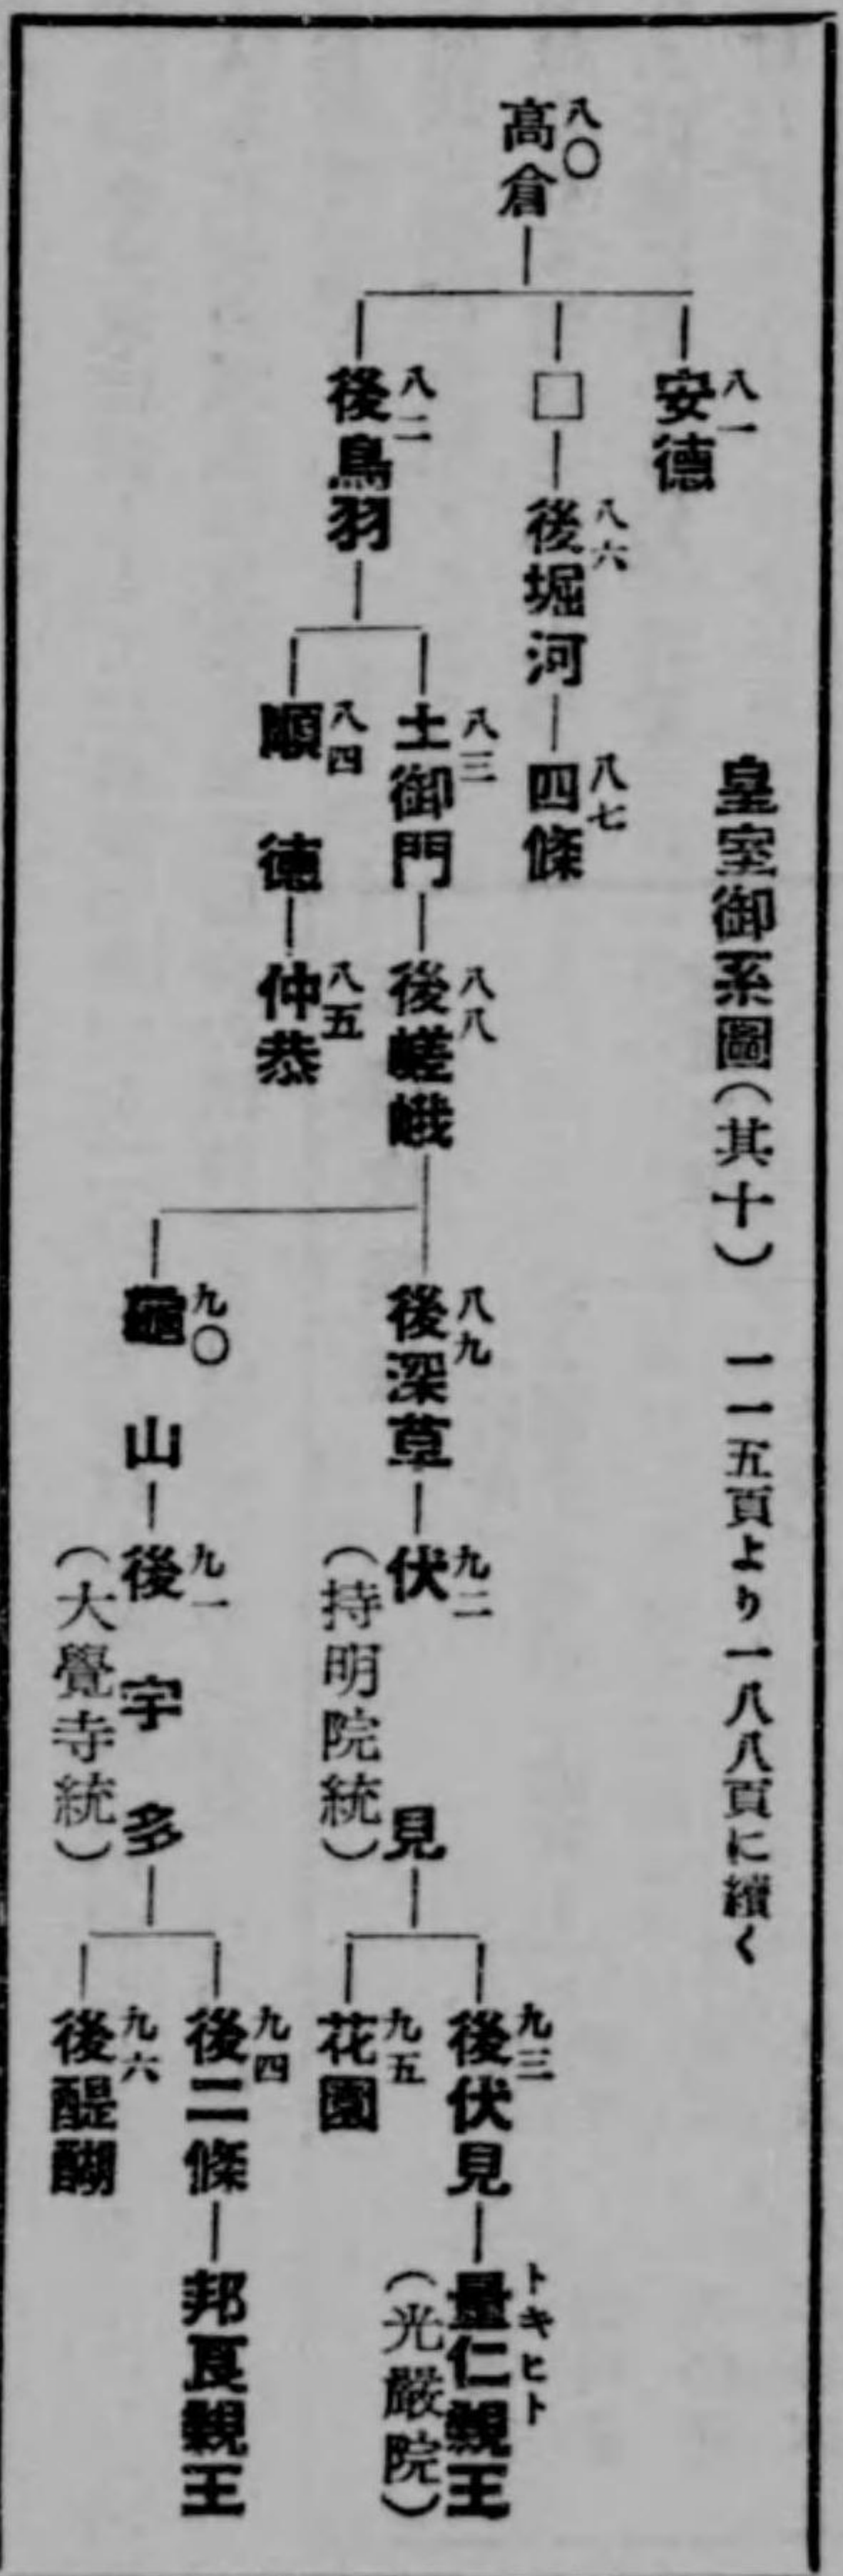 皇室御系圖(其十) 一一五頁より一八八頁に續く
八〇
高倉
八一
安德
□
八六
後堀河
八七
四條
八二
後鳥羽
八三
土御門
八八
後嵯峨
八四
順德
八五
仲恭
八九
後深草
九二
伏見
(持明院統)
九三
後伏見
トキヒト
量仁親王
(光嚴院)
九五
花園
九〇
龜山
九一
後宇多
(大覺寺統)
九四
後二條
邦良親王
九六
後醍醐